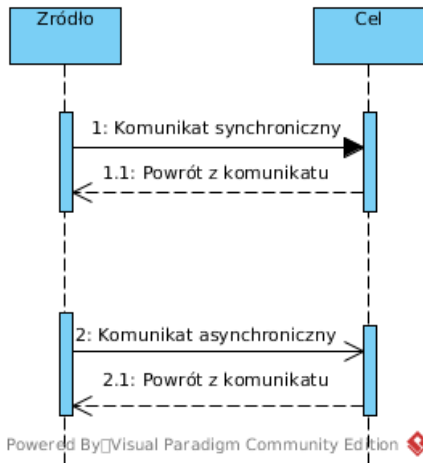 Zródło
Cel
1: Komunikat synchroniczny
1.1: Powrót z komunikatu
2: Komunikat asynchroniczny
2.1: Powrót z komunikatu
Powered By Visual Paradigm Community Edition